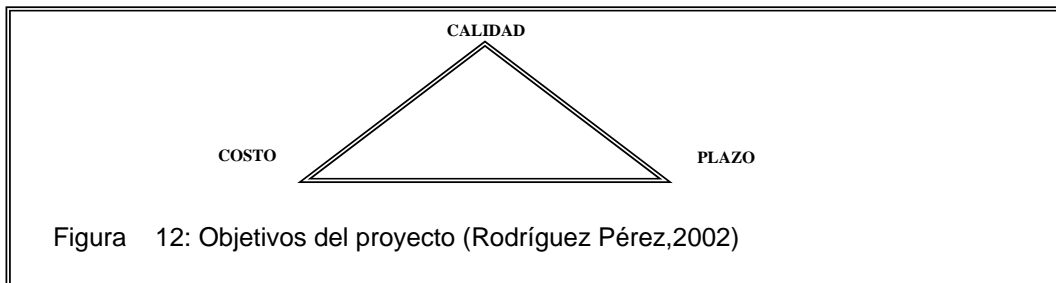 CALIDAD
COSTO
PLAZO
Figura 12: Objetivos del proyecto (Rodríguez Pérez,2002)